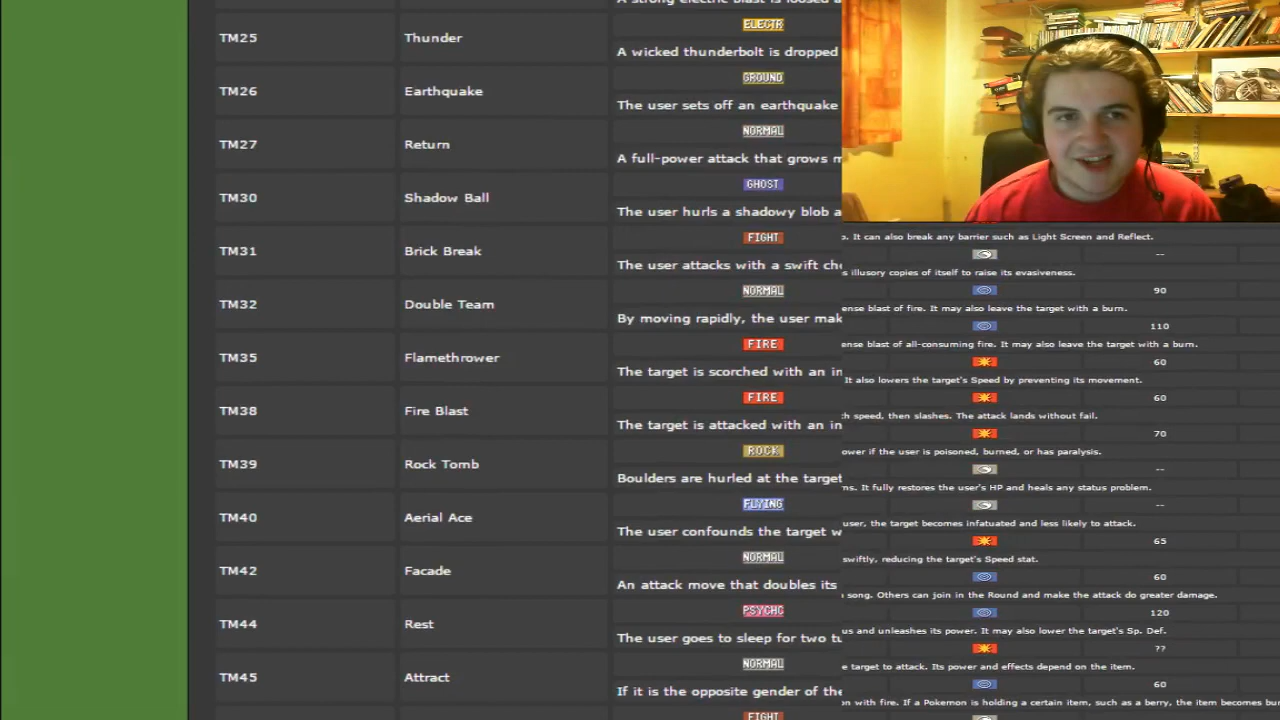 A strong electric blast is loosed a
ELECTR
TM25 Thunder
A wicked thunderbolt is dropped
GROUND
TM26 Earthquake
The user sets off an earthquake
NORMAL
TM27 Return
A full-power attack that grows m
GHOST
TM30 Shadow Ball
The user hurls a shadowy blob a
FIGHT
TM31 Brick Break
The user attacks with a swift ch
NORMAL
TM32 Double Team
By moving rapidly, the user mak
FIRE
TM35 Flamethrower
The target is scorched with an in
FIRE
TM38 Fire Blast
The target is attacked with an in
ROCK
TM39 Rock Tomb
Boulders are hurled at the target
FLYING
TM40 Aerial Ace
The user confounds the target w
NORMAL
TM42 Facade
An attack move that doubles its
PSYCHC
TM44 Rest
The user goes to sleep for two tu
NORMAL
TM45 Attract
If it is the opposite gender of the
FIGHT
o. It can also break any barrier such as Light Screen and Reflect.
--
s illusory copies of itself to raise its evasiveness.
90
ense blast of fire. It may also leave the target with a burn.
110
ense blast of all-consuming fire. It may also leave the target with a burn.
60
It also lowers the target's Speed by preventing its movement.
60
h speed, then slashes. The attack lands without fail.
70
ower if the user is poisoned, burned, or has paralysis.
--
ns. It fully restores the user's HP and heals any status problem.
--
user, the target becomes infatuated and less likely to attack.
65
swiftly, reducing the target's Speed stat.
60
song. Others can join in the Round and make the attack do greater damage.
120
us and unleashes its power. It may also lower the target's Sp. Def.
??
e target to attack. Its power and effects depend on the item.
60
on with fire. If a Pokemon is holding a certain item, such as a berry, the item becomes bu